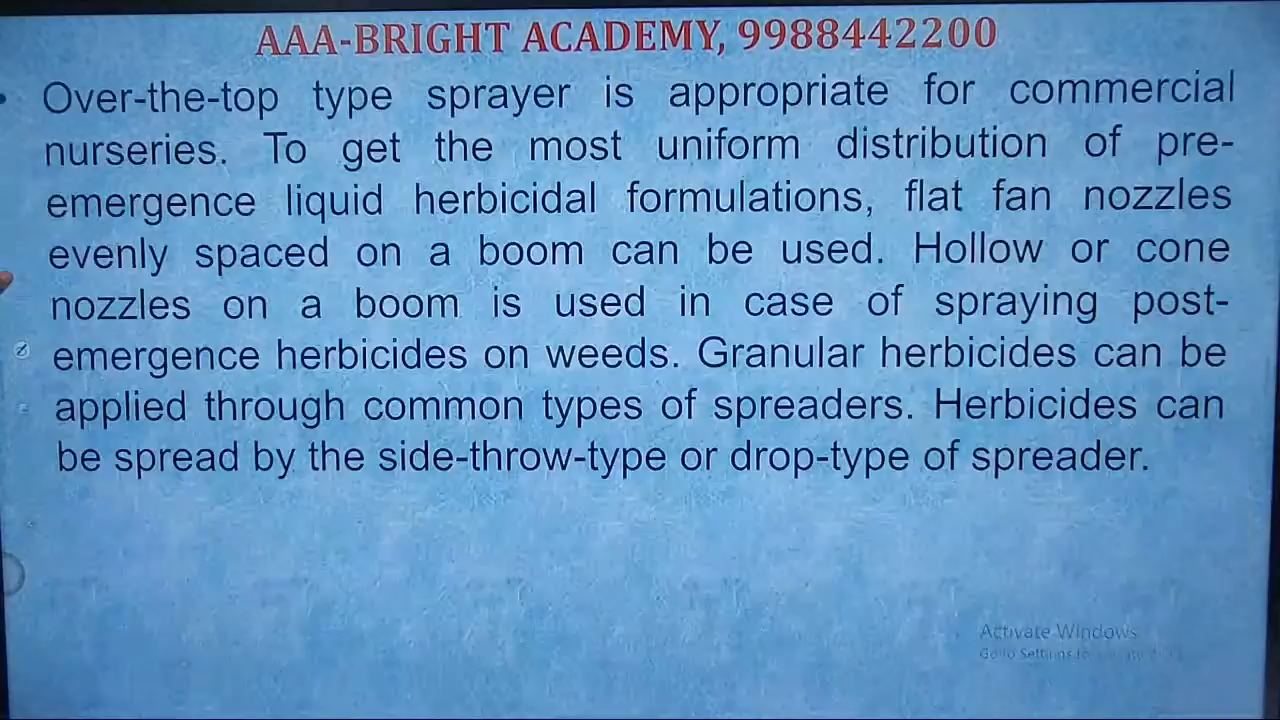 AAA-BRIGHT ACADEMY, 9988442200
• Over-the-top type sprayer is appropriate for commercial
nurseries. To get the most uniform distribution of pre-
emergence liquid herbicidal formulations, flat fan nozzles
evenly spaced on a boom can be used. Hollow or cone
nozzles on a boom is used in case of spraying post-
emergence herbicides on weeds. Granular herbicides can be
applied through common types of spreaders. Herbicides can
be spread by the side-throw-type or drop-type of spreader.
Activate Windows
Go to Settings to